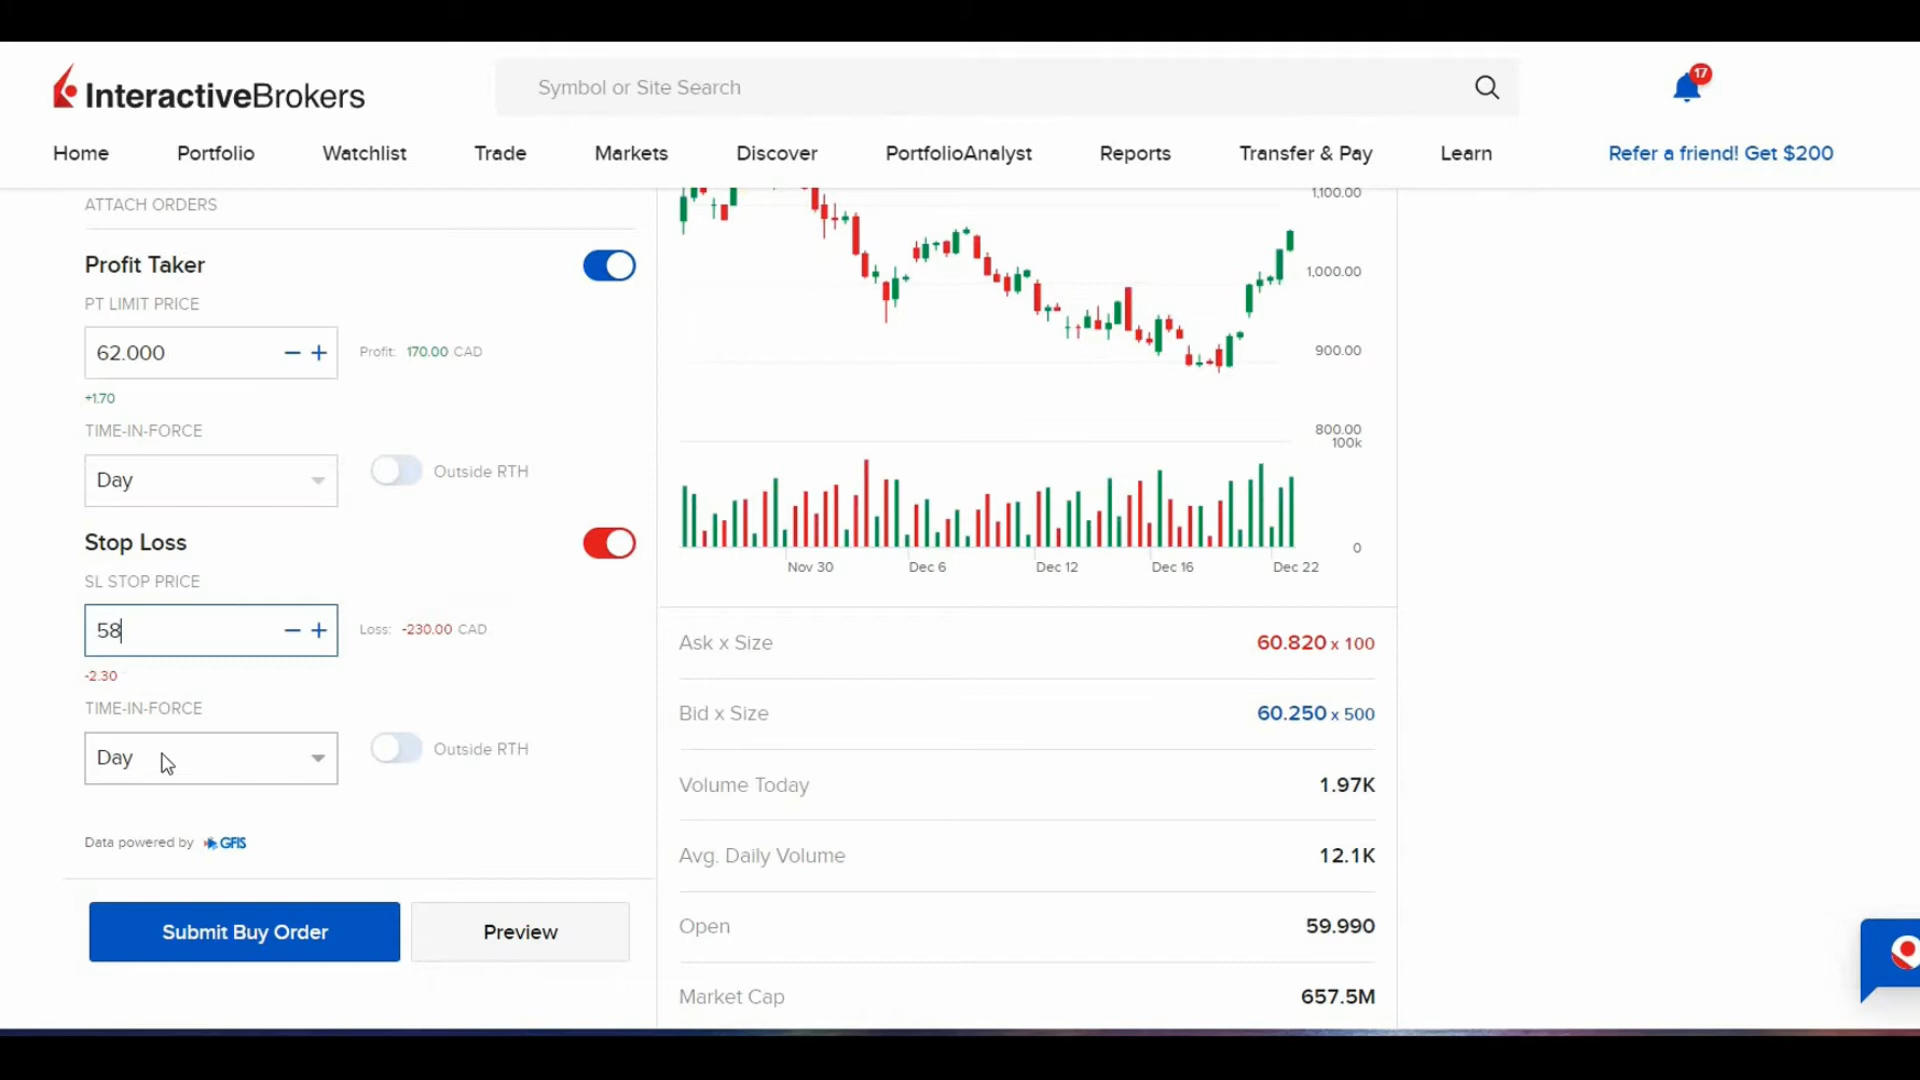 InteractiveBrokers
Symbol or Site Search
17
Home Portfolio Watchlist Trade Markets Discover PortfolioAnalyst Reports Transfer & Pay Learn Refer a friend! Get $200
ATTACH ORDERS
Profit Taker
PT LIMIT PRICE
62.000
Profit: 170.00 CAD
+1.70
TIME-IN-FORCE
Day
Outside RTH
Stop Loss
SL STOP PRICE
58
Loss: -230.00 CAD
-2.30
TIME-IN-FORCE
Day
Outside RTH
Data powered by GFIS
Submit Buy Order
Preview
1,100.00
1,000.00
900.00
800.00
100k
0
Nov 30 Dec 6 Dec 12 Dec 16 Dec 22
Ask x Size 60.820 x 100
Bid x Size 60.250 x 500
Volume Today 1.97K
Avg. Daily Volume 12.1K
Open 59.990
Market Cap 657.5M